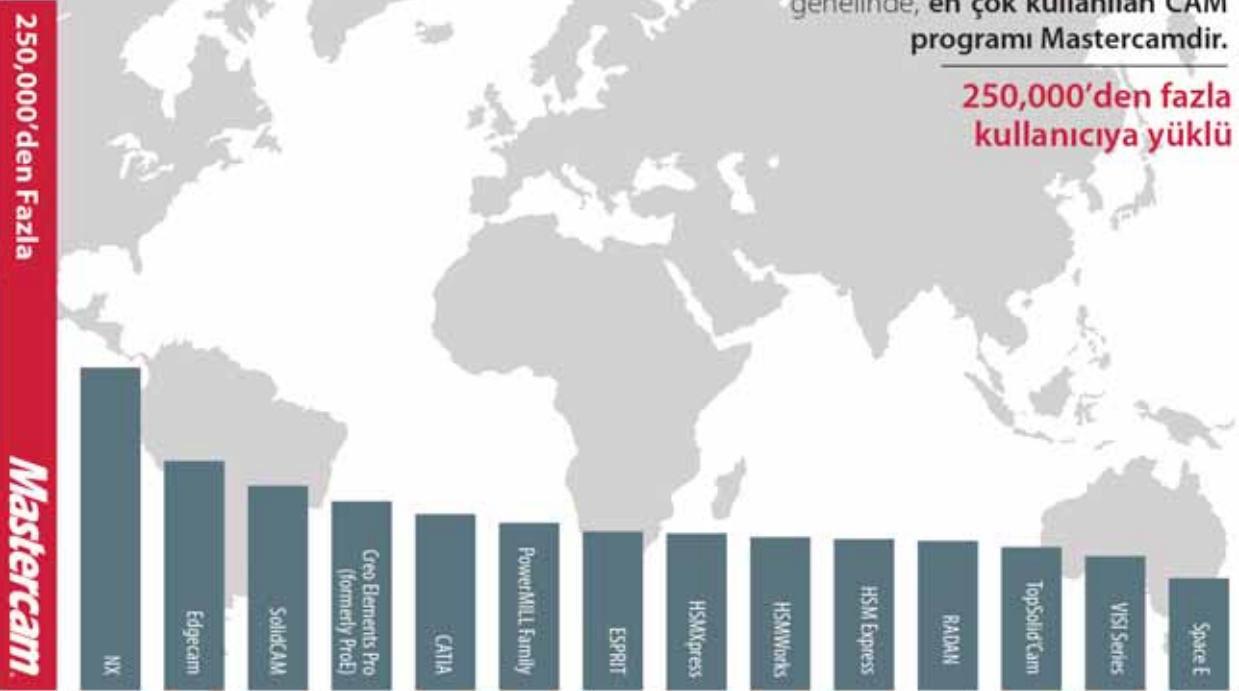 genelinde, en çok kullanılan CAM
programı Mastercamdir.
250,000'den fazla
kullanıcıya yüklü
250,000'den Fazla
Mastercam
NX
Edgecam
SolidCAM
Creo Elements Pro
(formerly ProE)
CATIA
PowerMILL Family
ESPRIT
HSMXpress
HSMWorks
HSM Express
RADAN
TopSolid'Cam
VISI Series
Space E